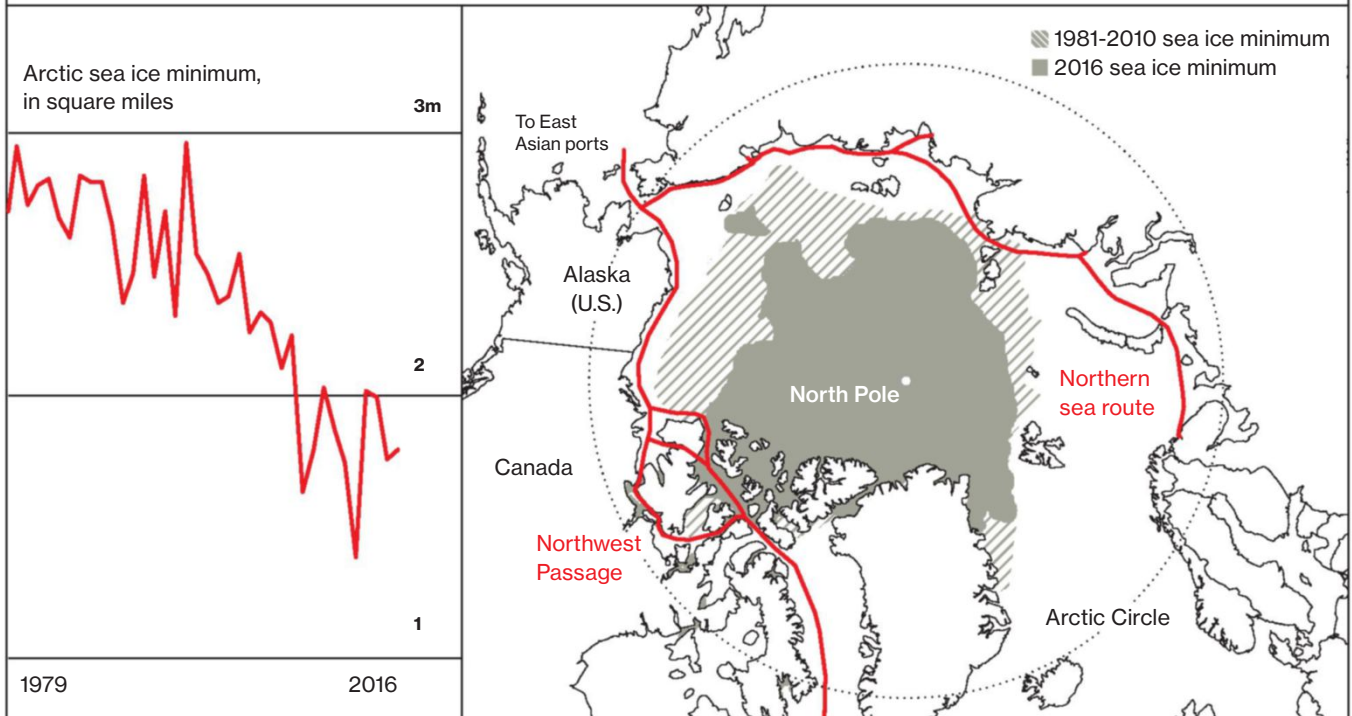 Arctic sea ice minimum,
in square miles
3m
2
1
1979
2016
1981-2010 sea ice minimum
2016 sea ice minimum
To East
Asian ports
Alaska
(U.S.)
North Pole
Northern
sea route
Canada
Northwest
Passage
Arctic Circle